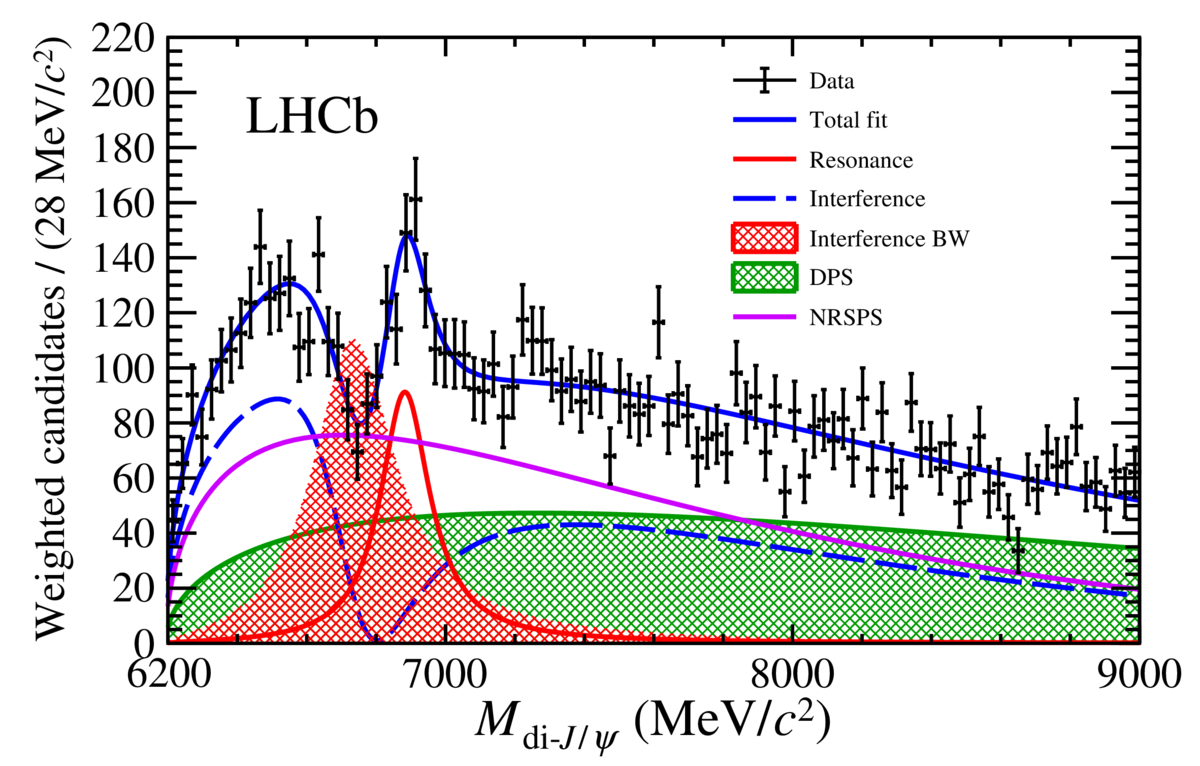 220
200
180
160
140
120
100
80
60
40
20
0
Weighted candidates / (28 MeV/c²)
LHCb
Data
Total fit
Resonance
Interference
Interference BW
DPS
NRSPS
6200 7000 8000 9000
M di-J/ψ (MeV/c²)